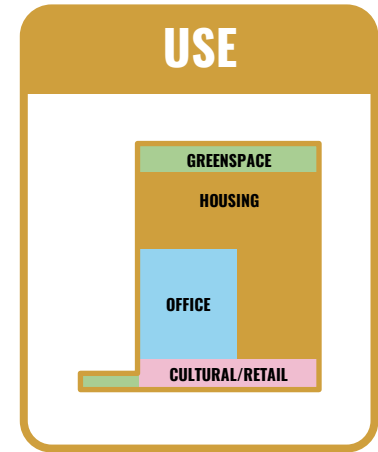 USE
GREENSPACE
HOUSING
OFFICE
CULTURAL/RETAIL